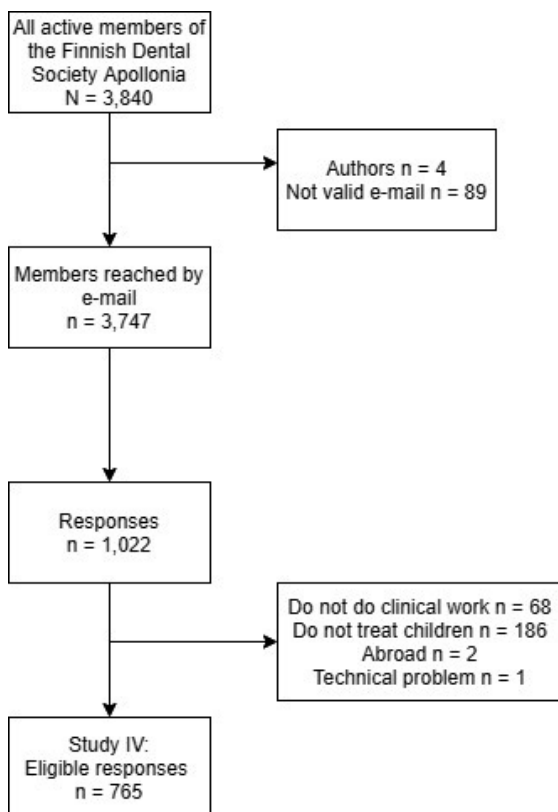 All active members of
the Finnish Dental
Society Apollonia
N = 3,840
Authors n = 4
Not valid e-mail n = 89
Members reached by
e-mail
n = 3,747
Responses
n = 1,022
Do not do clinical work n = 68
Do not treat children n = 186
Abroad n = 2
Technical problem n = 1
Study IV:
Eligible responses
n = 765